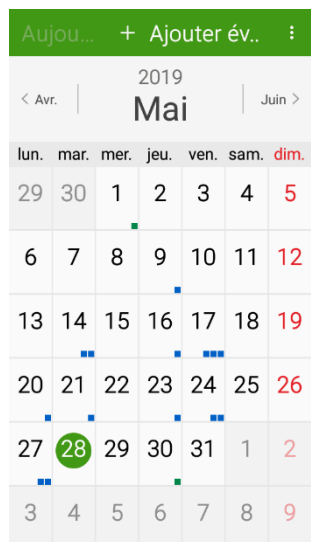 Aujou... + Ajouter év..
2019
< Avr. Mai Juin >
lun. mar. mer. jeu. ven. sam. dim.
29 30 1 2 3 4 5
6 7 8 9 10 11 12
13 14 15 16 17 18 19
20 21 22 23 24 25 26
27 28 29 30 31 1 2
3 4 5 6 7 8 9